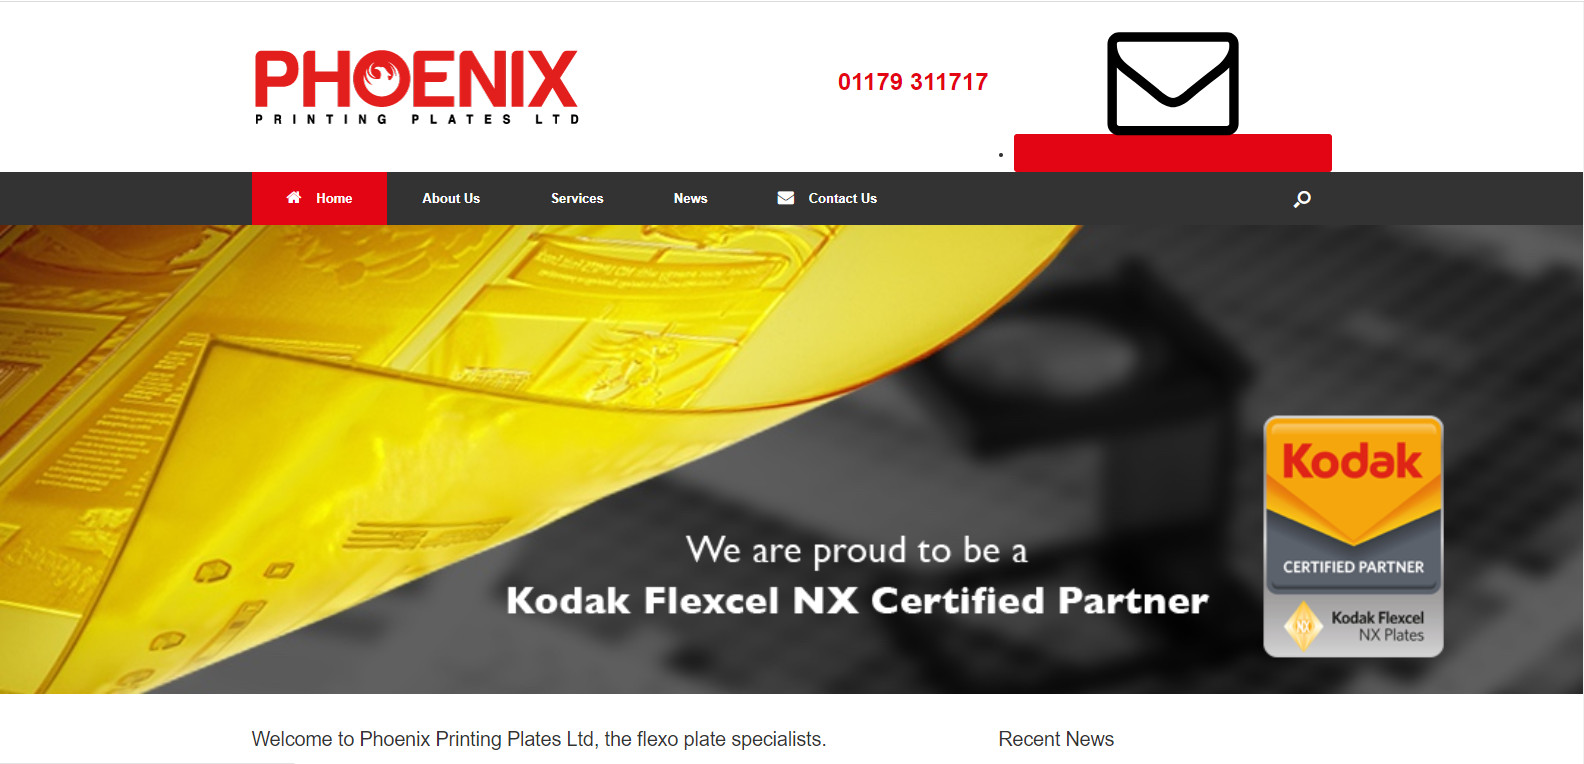 PHOENIX
PRINTING PLATES LTD
01179 311717
Home
About Us
Services
News
Contact Us
We are proud to be a
Kodak Flexcel NX Certified Partner
Kodak
CERTIFIED PARTNER
NX
Kodak Flexcel
NX Plates
Welcome to Phoenix Printing Plates Ltd, the flexo plate specialists.
Recent News